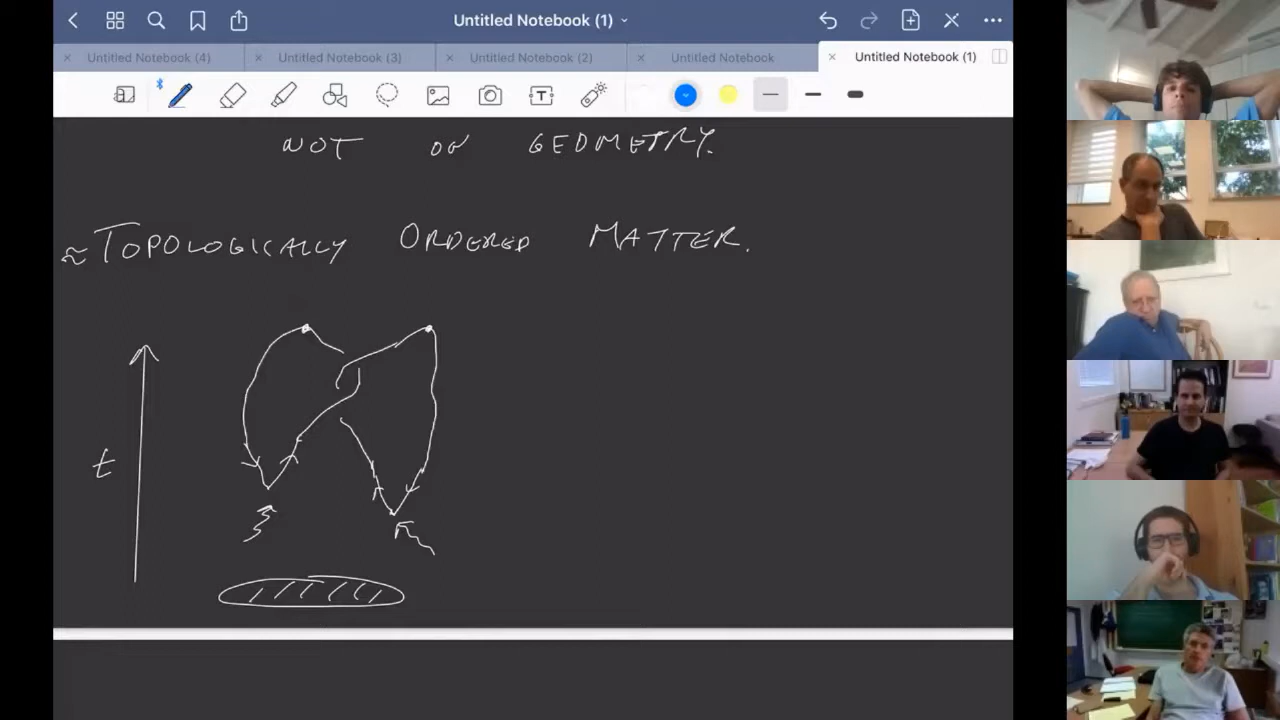 Untitled Notebook (1)
Untitled Notebook (4) Untitled Notebook (3) Untitled Notebook (2) Untitled Notebook Untitled Notebook (1)
NOT ON GEOMETRY.
≈ TOPOLOGICALLY ORDERED MATTER.
t